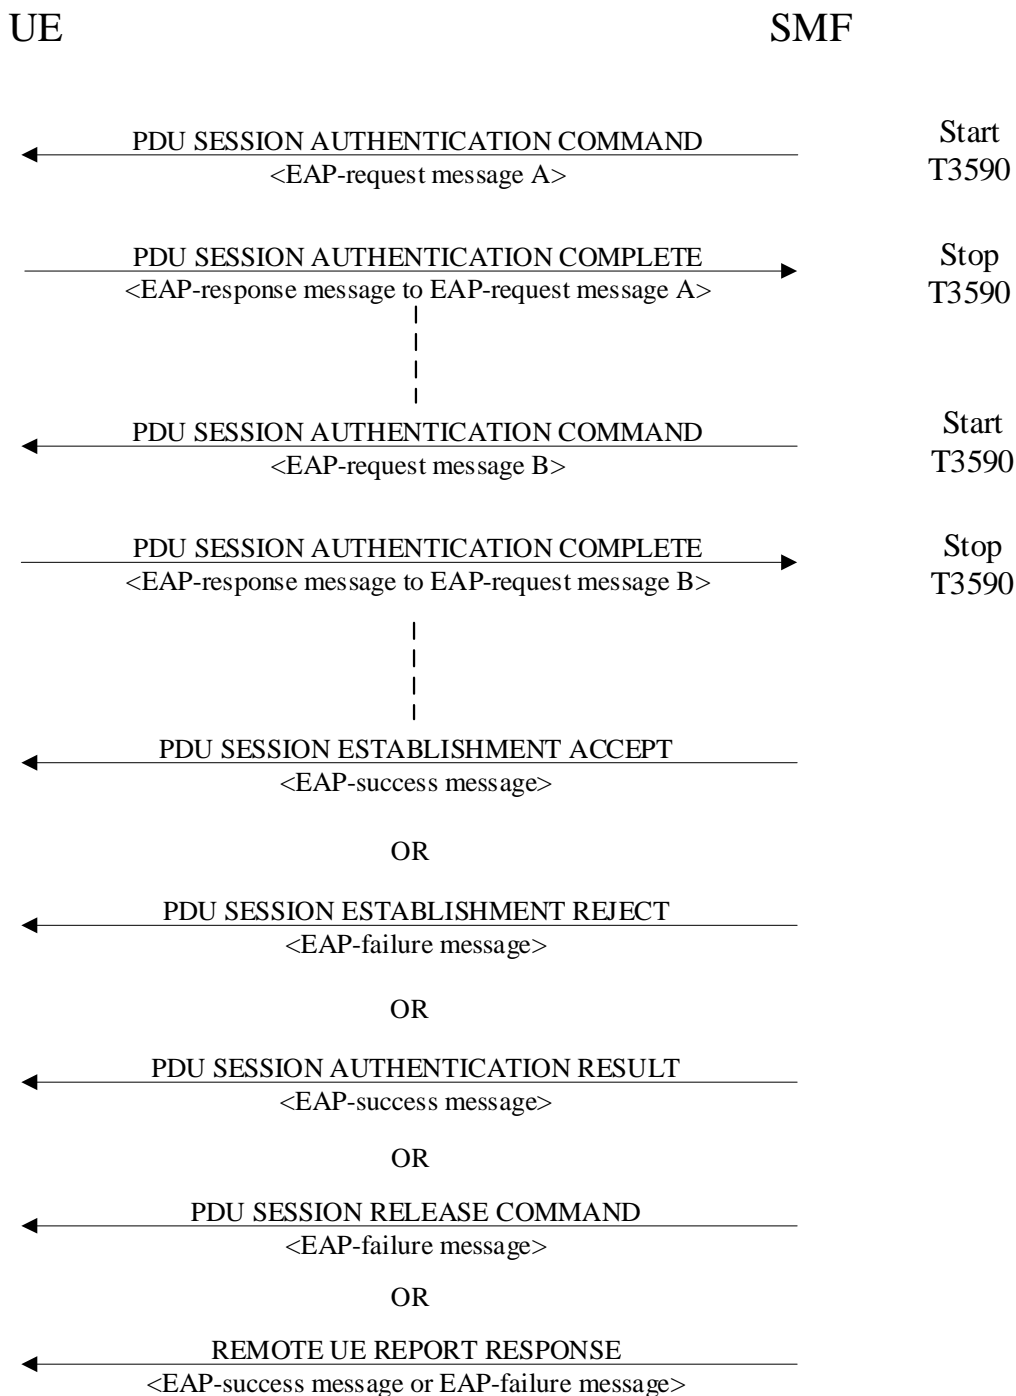 UE
SMF
PDU SESSION AUTHENTICATION COMMAND
<EAP-request message A>
Start
T3590
PDU SESSION AUTHENTICATION COMPLETE
<EAP-response message to EAP-request message A>
Stop
T3590
PDU SESSION AUTHENTICATION COMMAND
<EAP-request message B>
Start
T3590
PDU SESSION AUTHENTICATION COMPLETE
<EAP-response message to EAP-request message B>
Stop
T3590
PDU SESSION ESTABLISHMENT ACCEPT
<EAP-success message>
OR
PDU SESSION ESTABLISHMENT REJECT
<EAP-failure message>
OR
PDU SESSION AUTHENTICATION RESULT
<EAP-success message>
OR
PDU SESSION RELEASE COMMAND
<EAP-failure message>
OR
REMOTE UE REPORT RESPONSE
<EAP-success message or EAP-failure message>